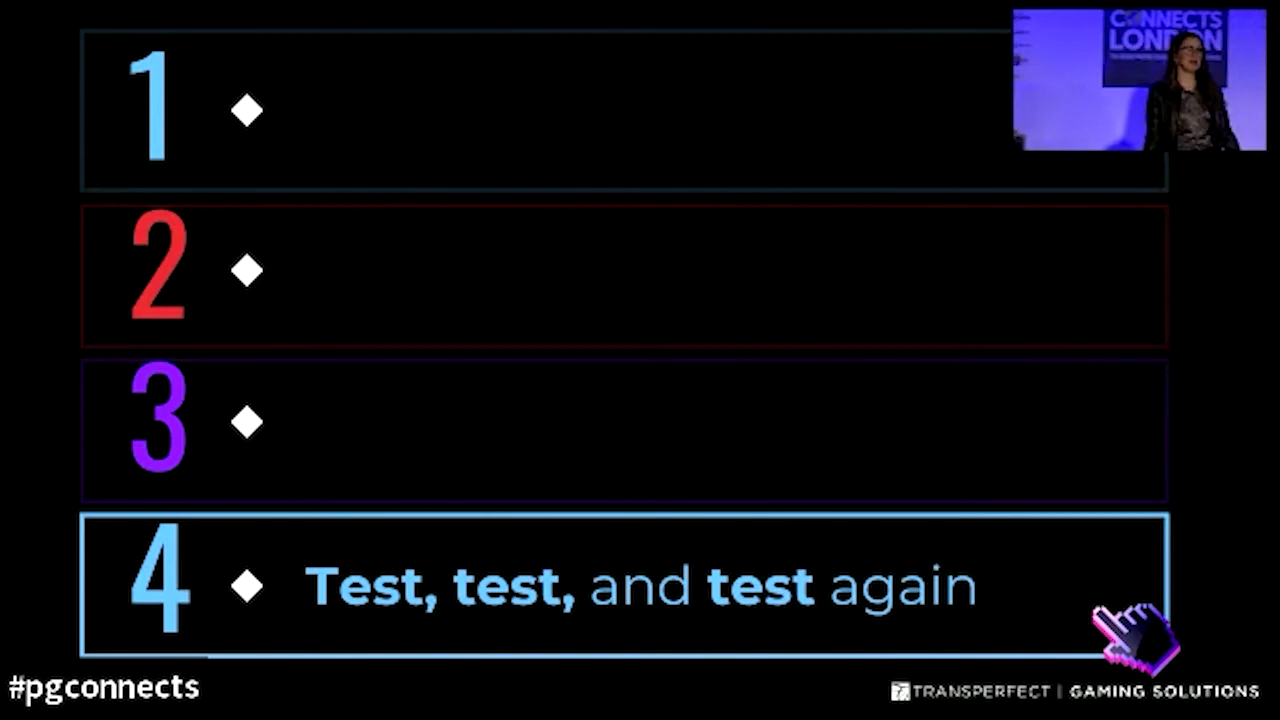 CONNECTS
LONDON
1
2
3
4 Test, test, and test again
#pgconnects
TRANSPERFECT | GAMING SOLUTIONS